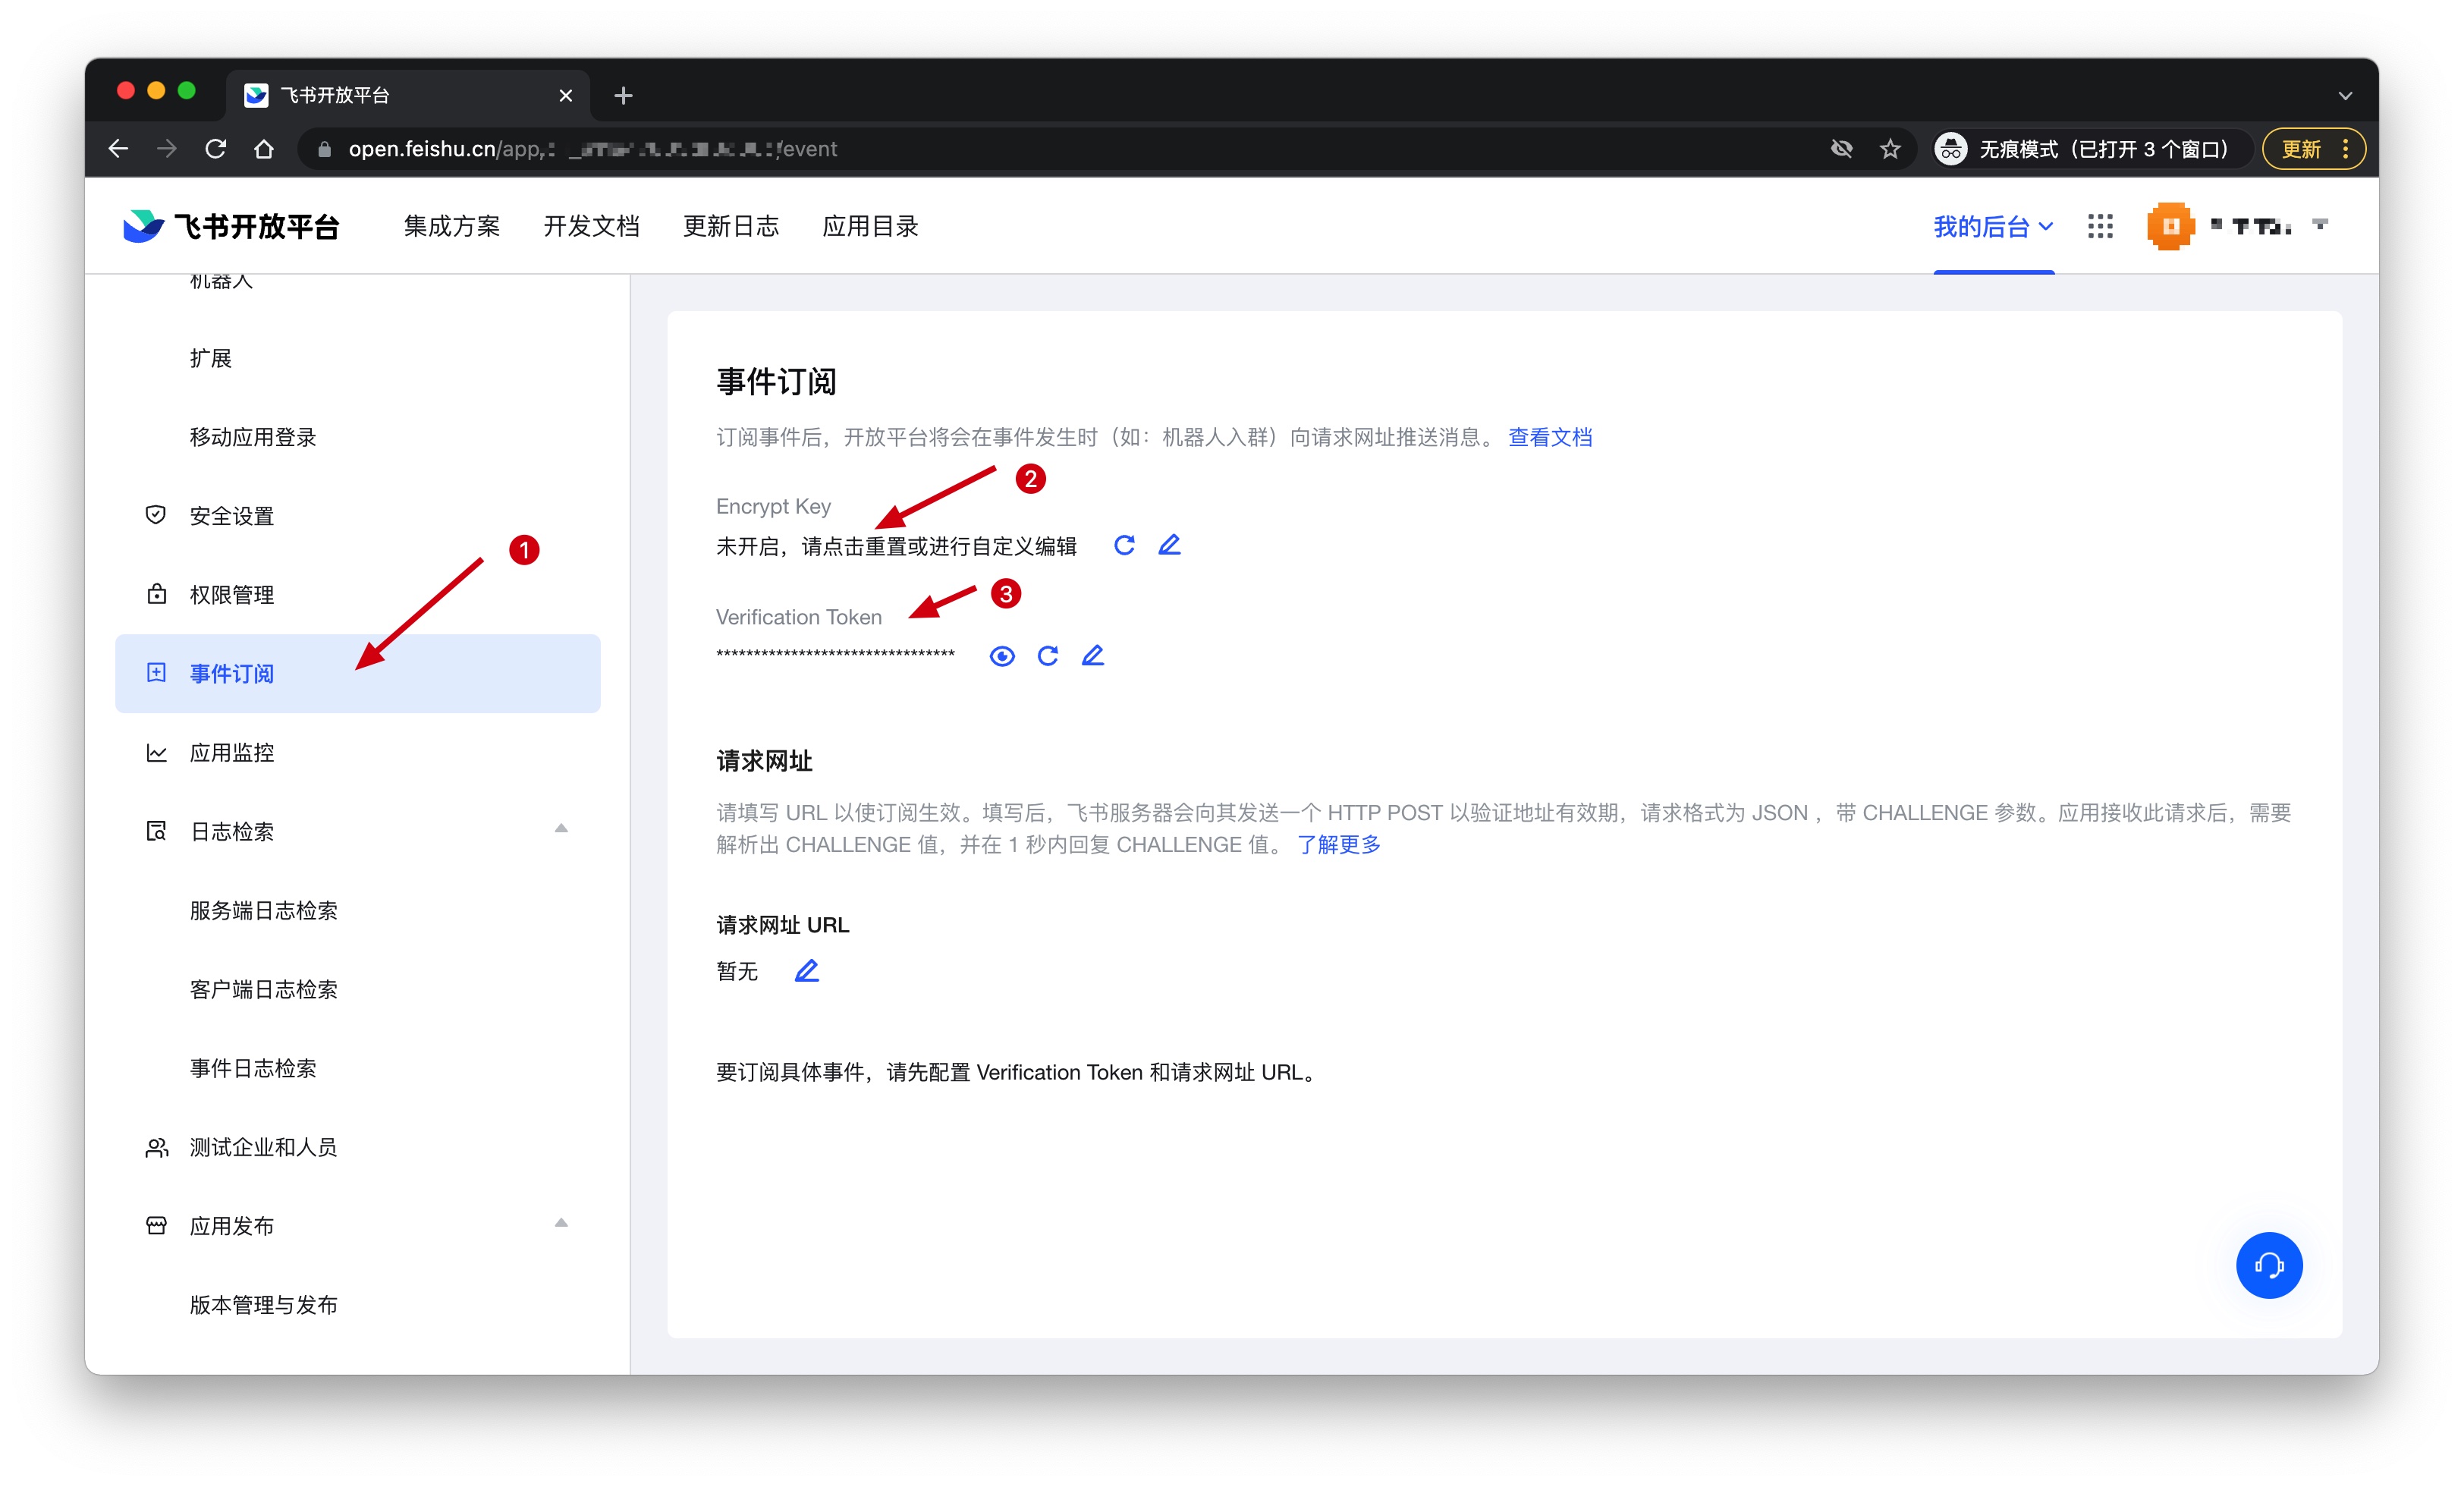 飞书开放平台
open.feishu.cn/app /event
无痕模式（已打开 3 个窗口）
更新
飞书开放平台
集成方案
开发文档
更新日志
应用目录
我的后台
机器人
扩展
移动应用登录
安全设置
权限管理
事件订阅
应用监控
日志检索
服务端日志检索
客户端日志检索
事件日志检索
测试企业和人员
应用发布
版本管理与发布
1
事件订阅
订阅事件后，开放平台将会在事件发生时（如：机器人入群）向请求网址推送消息。 查看文档
2
Encrypt Key
未开启，请点击重置或进行自定义编辑
3
Verification Token
********************************
请求网址
请填写 URL 以使订阅生效。填写后，飞书服务器会向其发送一个 HTTP POST 以验证地址有效期，请求格式为 JSON ，带 CHALLENGE 参数。应用接收此请求后，需要
解析出 CHALLENGE 值，并在 1 秒内回复 CHALLENGE 值。 了解更多
请求网址 URL
暂无
要订阅具体事件，请先配置 Verification Token 和请求网址 URL。